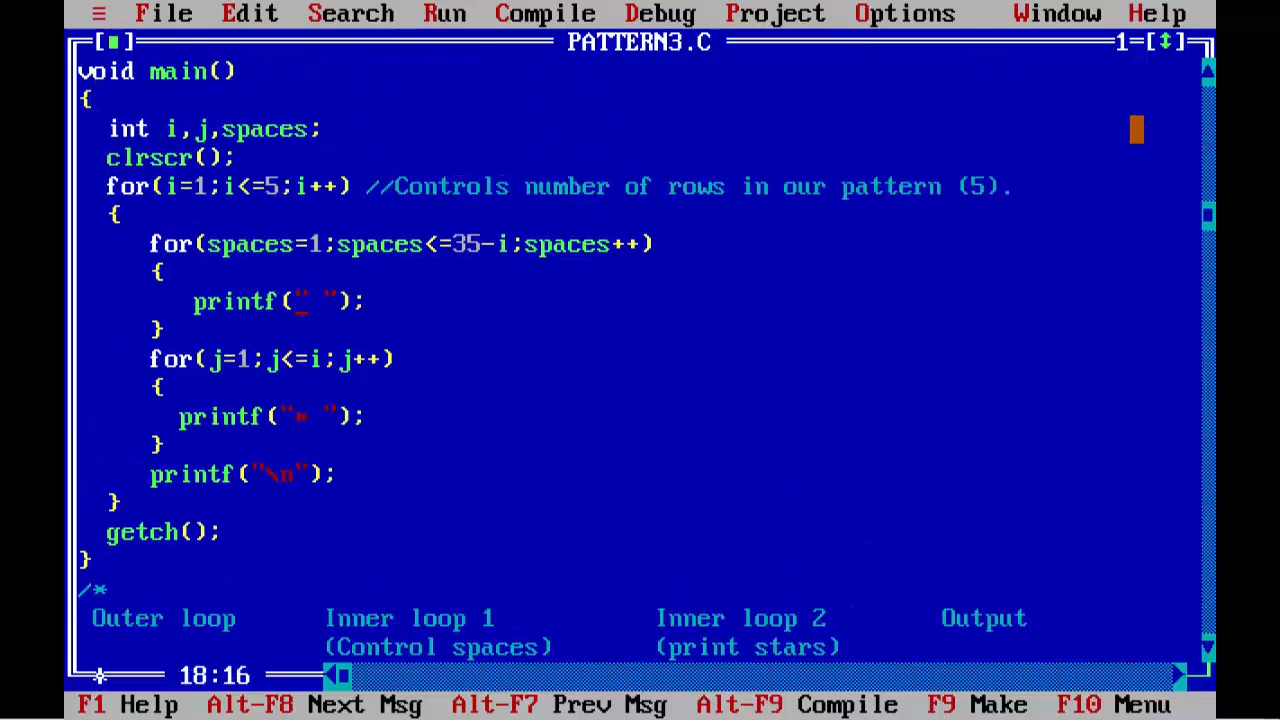 ≡ File Edit Search Run Compile Debug Project Options Window Help
[■] PATTERN3.C 1=[↕]
void main()
{
int i,j,spaces;
clrscr();
for(i=1;i<=5;i++) //Controls number of rows in our pattern (5).
{
for(spaces=1;spaces<=35-i;spaces++)
{
printf("_ ");
}
for(j=1;j<=i;j++)
{
printf("* ");
}
printf("\n");
}
getch();
}
/*
Outer loop Inner loop 1 Inner loop 2 Output
(Control spaces) (print stars)
* 18:16
F1 Help Alt-F8 Next Msg Alt-F7 Prev Msg Alt-F9 Compile F9 Make F10 Menu